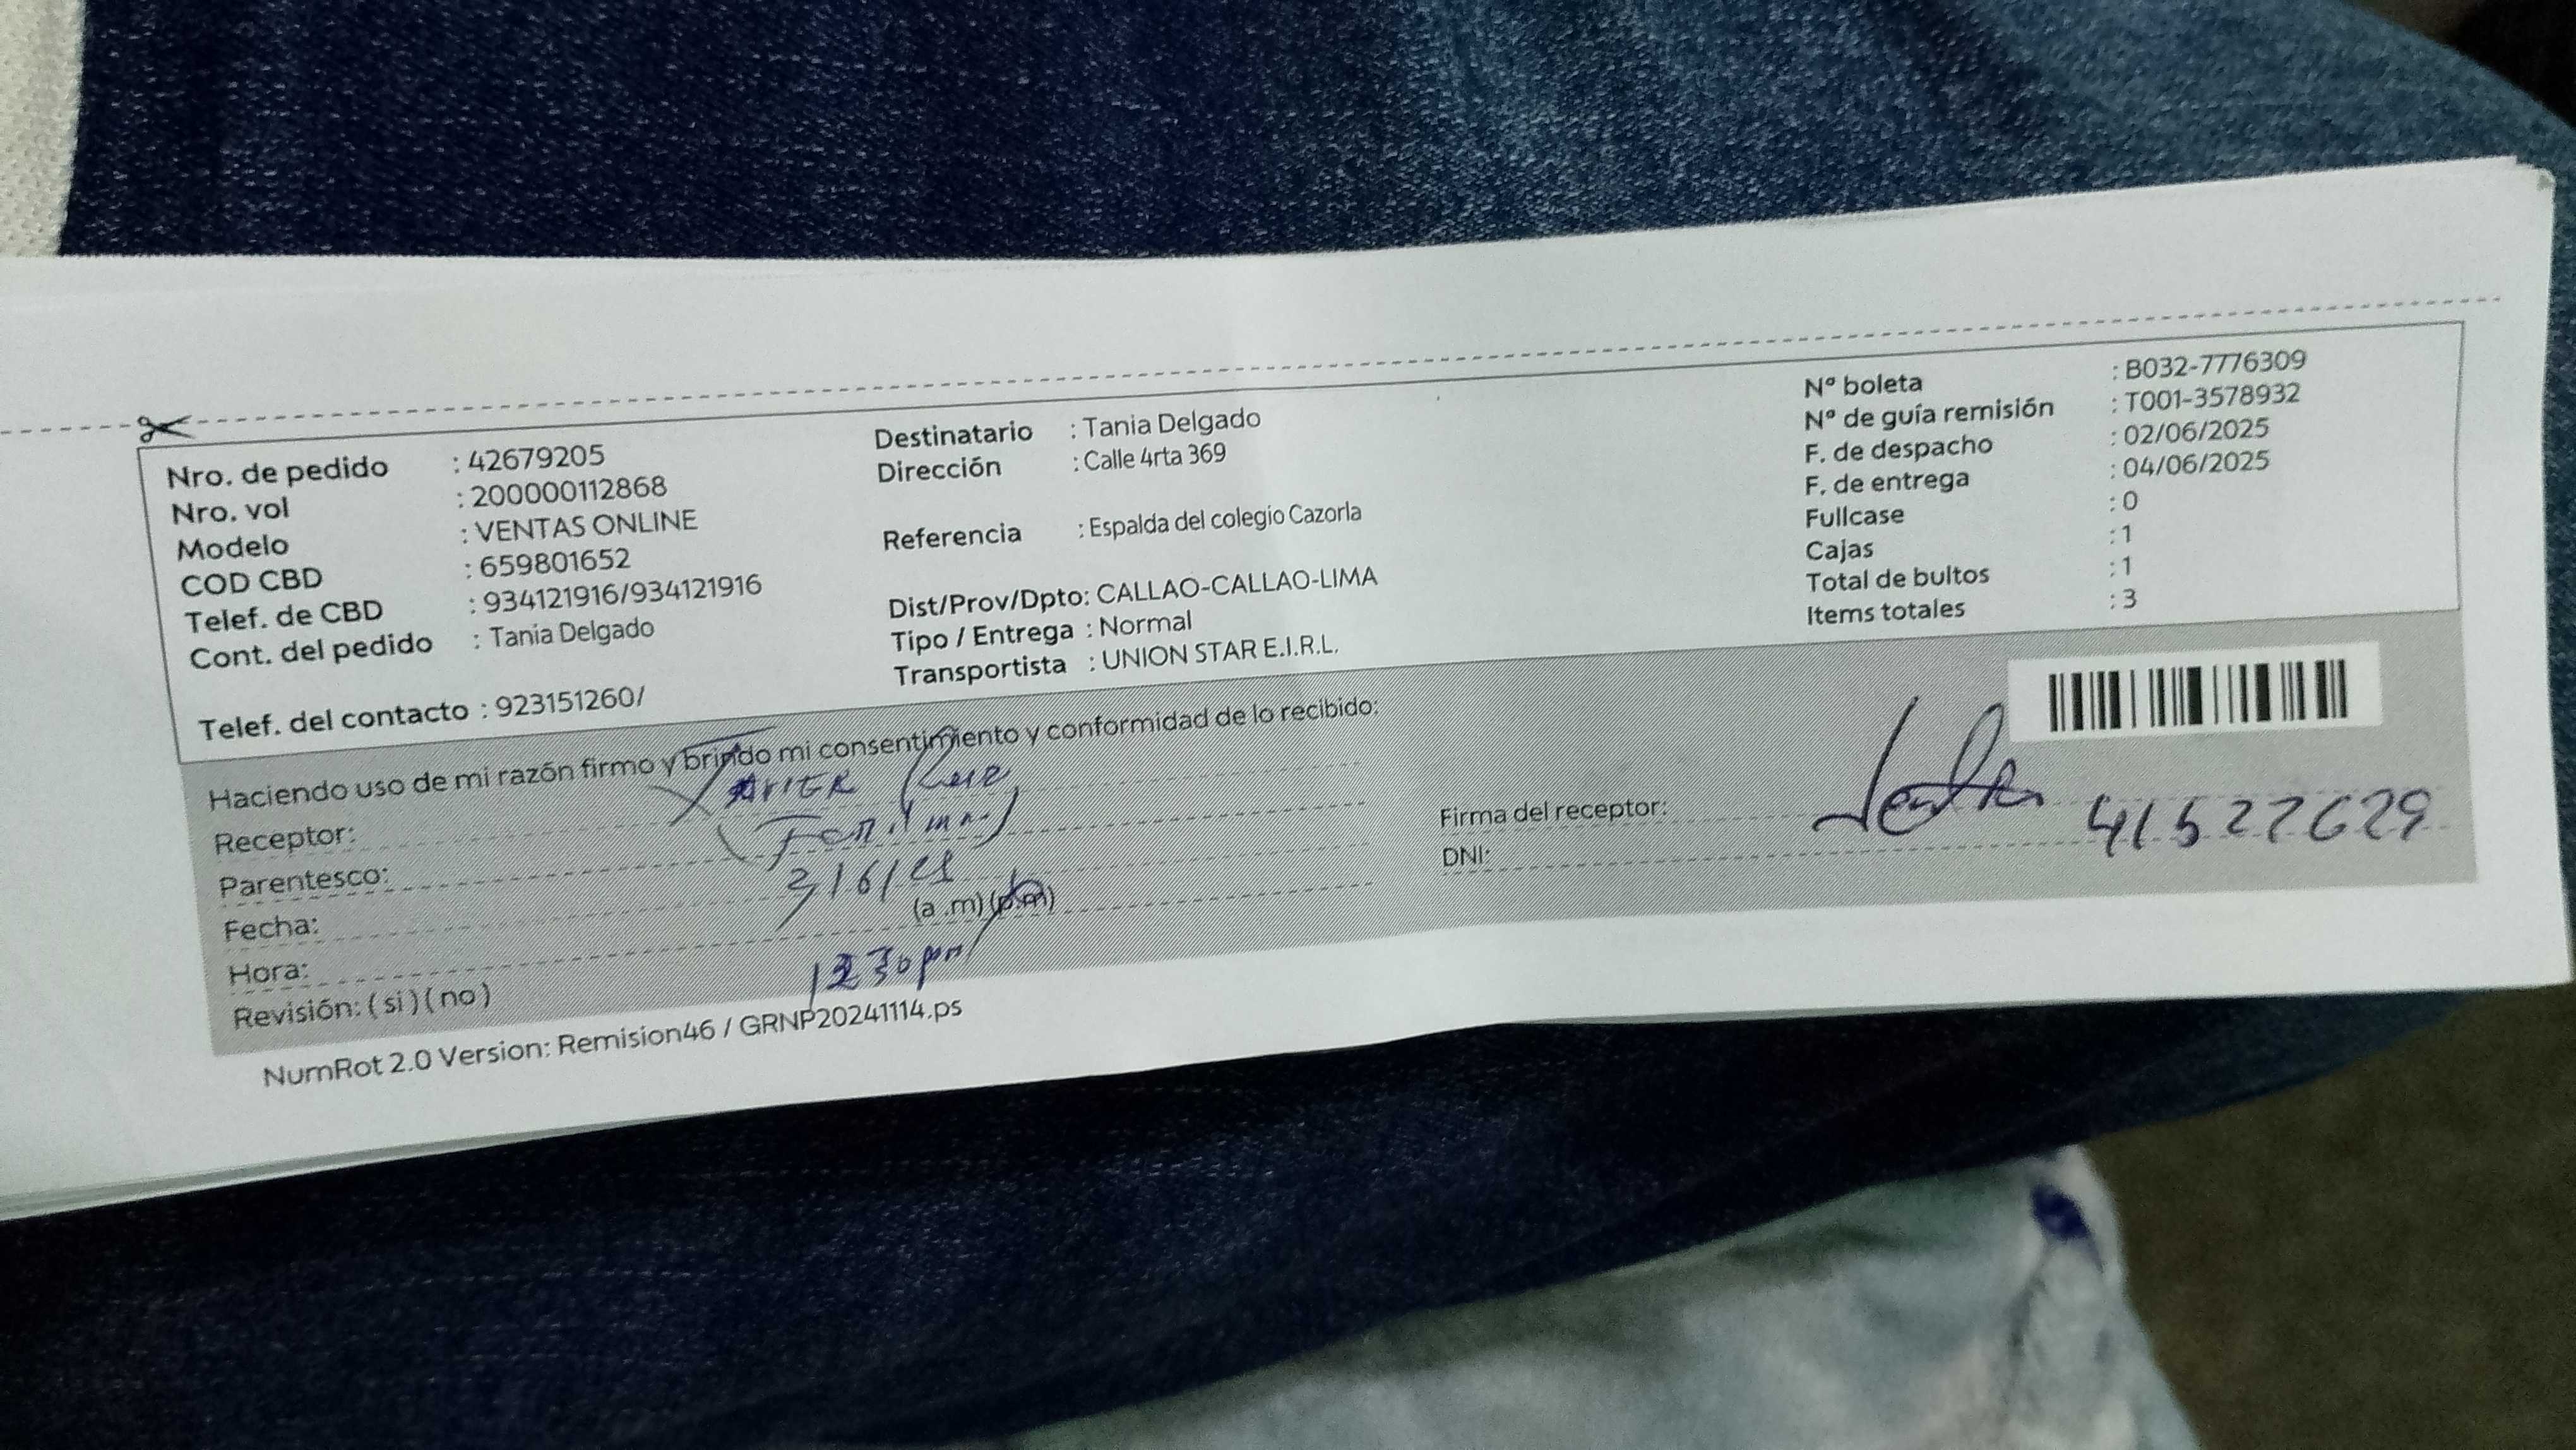 Nro. de pedido : 42679205
Nro. vol : 200000112868
Modelo : VENTAS ONLINE
COD CBD : 659801652
Telef. de CBD : 934121916/934121916
Cont. del pedido : Tania Delgado
Telef. del contacto : 923151260/
Destinatario : Tania Delgado
Dirección : Calle 4rta 369
Referencia : Espalda del colegio Cazorla
Dist/Prov/Dpto: CALLAO-CALLAO-LIMA
Tipo / Entrega : Normal
Transportista : UNION STAR E.I.R.L.
Nº boleta : B032-7776309
Nº de guía remisión : T001-3578932
F. de despacho : 02/06/2025
F. de entrega : 04/06/2025
Fullcase : 0
Cajas : 1
Total de bultos : 1
Items totales : 3
Haciendo uso de mi razón firmo y brindo mi consentimiento y conformidad de lo recibido:
Receptor: Ruiz
Parentesco:
Fecha:
Hora: (a .m) (p.m)
Revisión: ( si ) ( no ) 1230 pm
Firma del receptor:
DNI: 41527629
NumRot 2.0 Version: Remision46 / GRNP20241114.ps